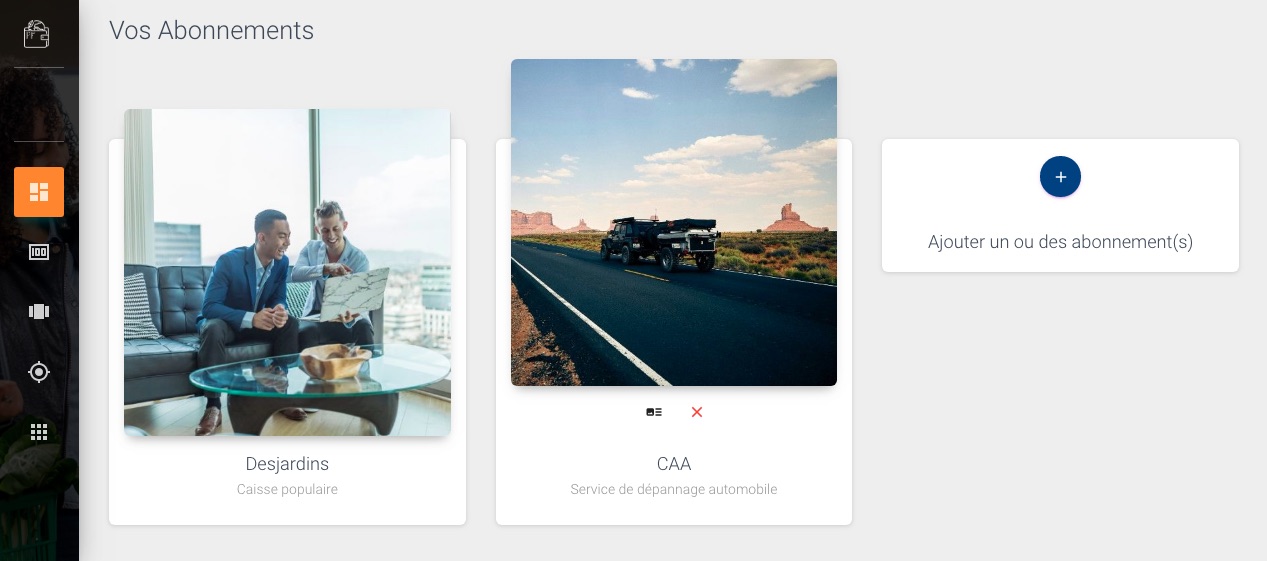 Vos Abonnements
Desjardins
Caisse populaire
CAA
Service de dépannage automobile
Ajouter un ou des abonnement(s)